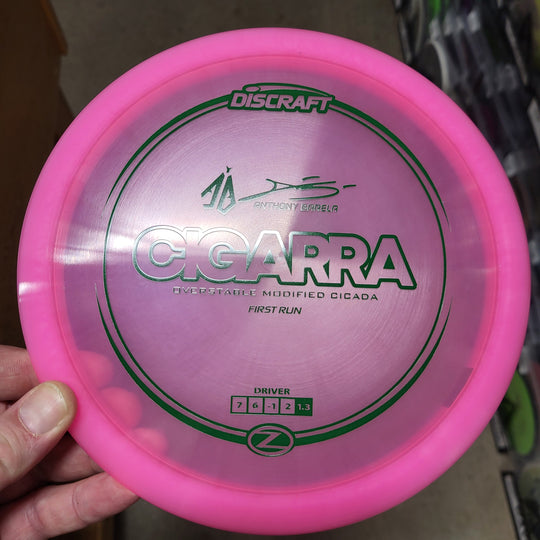 DISCRAFT
ANTHONY BARELA
CIGARRA
OVERSTABLE MODIFIED CICADA
FIRST RUN
DRIVER
7 6 -1 2 1.3
Z